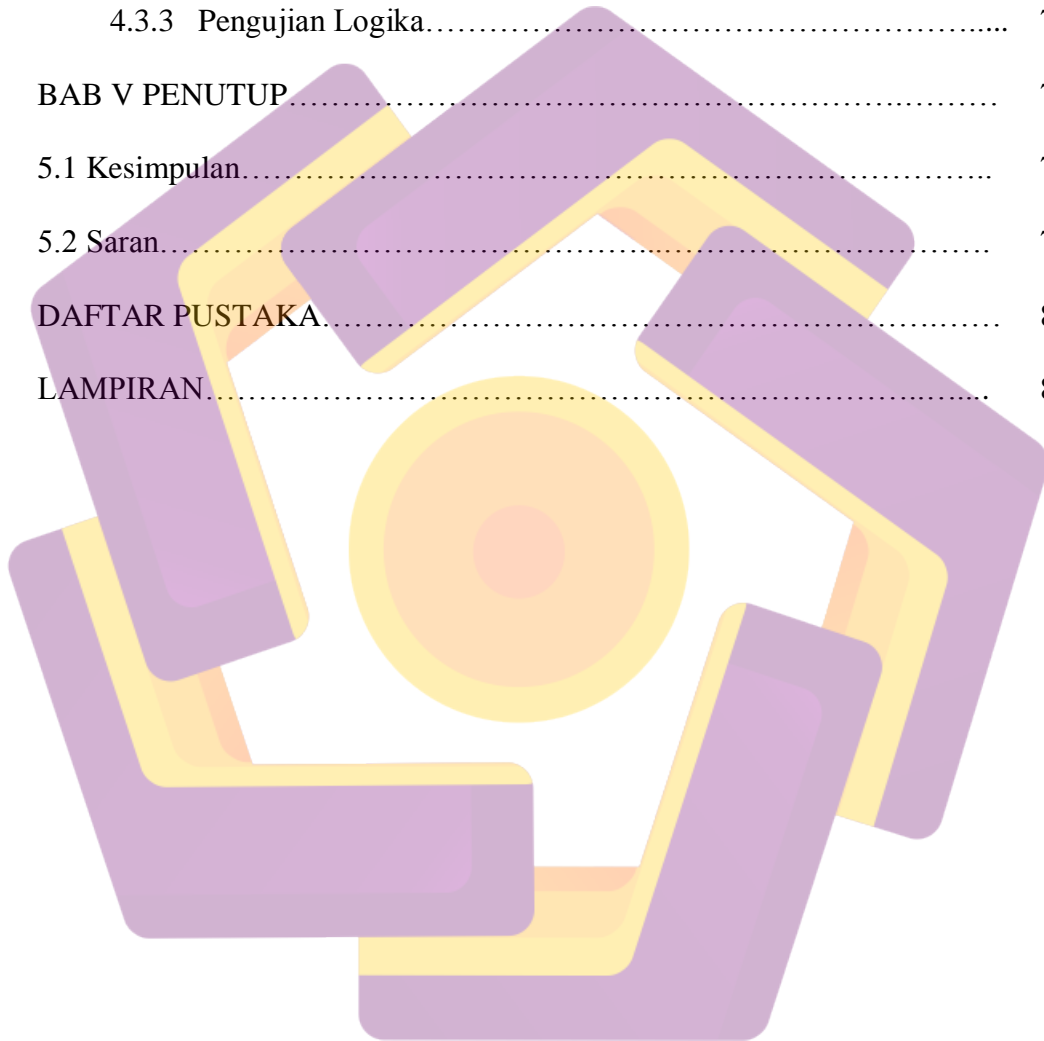 4.3.3 Pengujian Logika……………………………………………......
BAB V PENUTUP……………………………………………………….………
5.1 Kesimpulan………………………………………………………………..
5.2 Saran……………………………………………………………………….
DAFTAR PUSTAKA………………………………………………….……
LAMPIRAN……………………………………………………………..…...